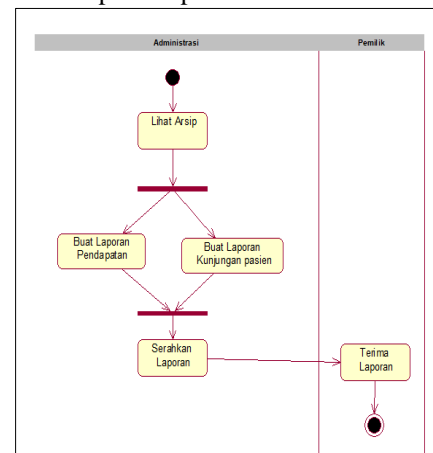 Administrasi
Pemilik
Lihat Arsip
Buat Laporan
Pendapatan
Buat Laporan
Kunjungan pasien
Serahkan
Laporan
Terima
Laporan